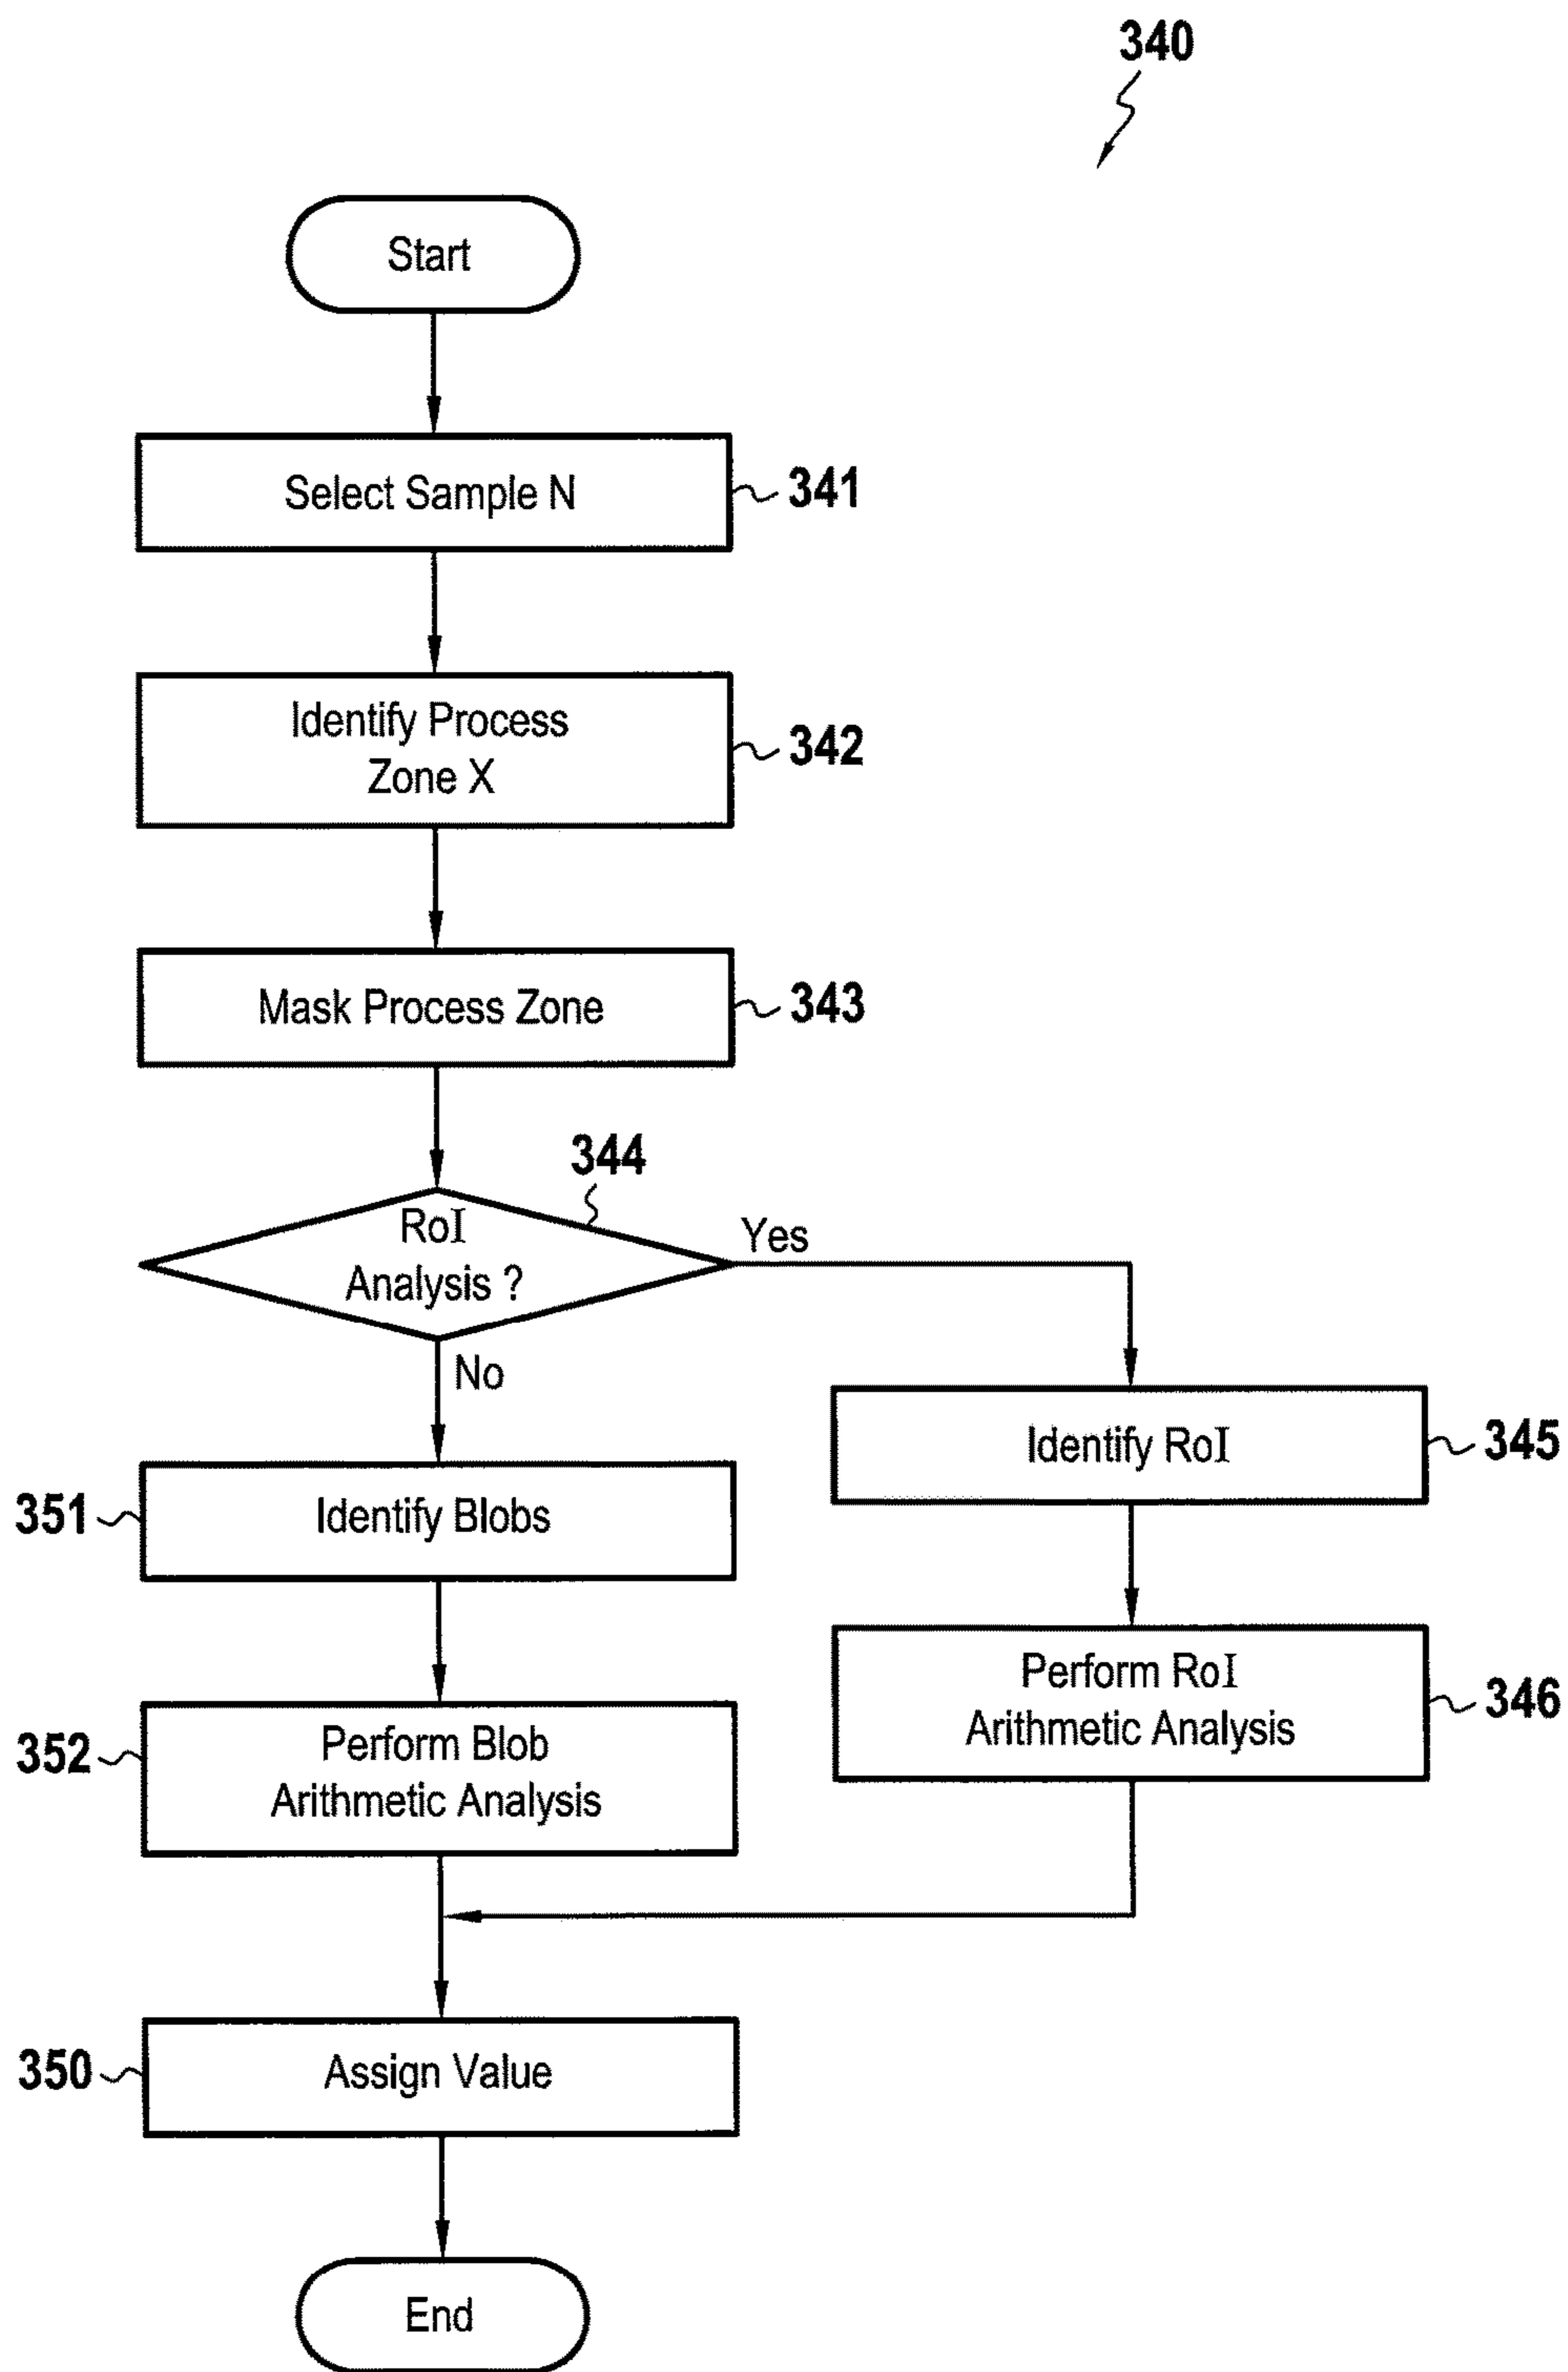 340
Start
Select Sample N
341
Identify Process
Zone X
342
Mask Process Zone
343
344
RoI
Analysis ?
Yes
No
Identify RoI
345
351
Identify Blobs
Perform RoI
Arithmetic Analysis
346
352
Perform Blob
Arithmetic Analysis
350
Assign Value
End